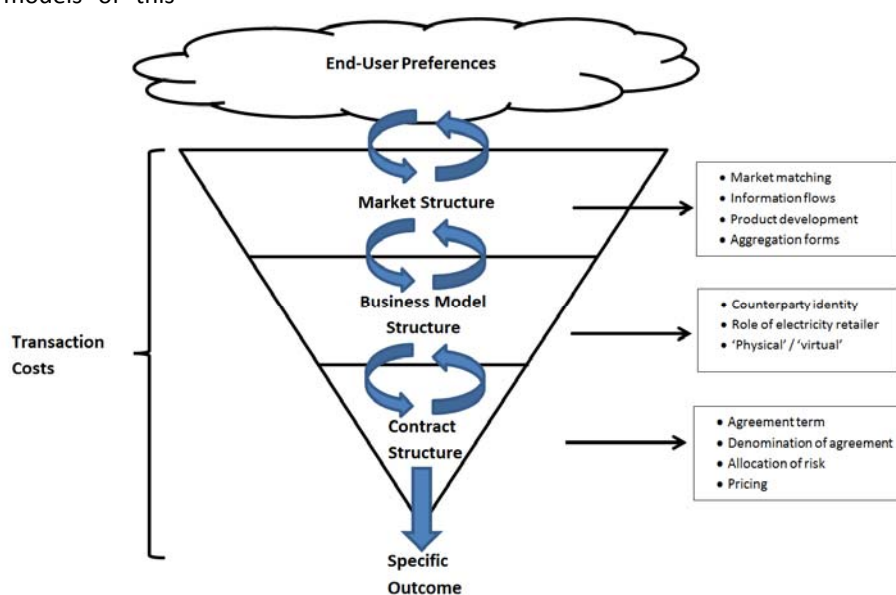 models of this
End-User Preferences
Market Structure
• Market matching
• Information flows
• Product development
• Aggregation forms
Business Model
Structure
• Counterparty identity
• Role of electricity retailer
• ‘Physical’ / ‘virtual’
Transaction
Costs
Contract
Structure
• Agreement term
• Denomination of agreement
• Allocation of risk
• Pricing
Specific
Outcome